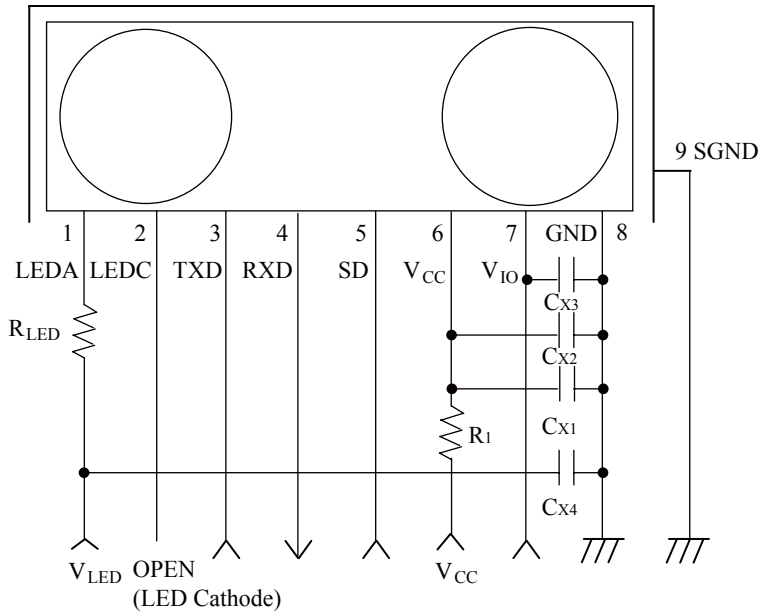 9 SGND
1 2 3 4 5 6 7 GND 8
LEDA LEDC TXD RXD SD VCC VIO
CX3
RLED
CX2
CX1
R1
CX4
VLED OPEN VCC
(LED Cathode)